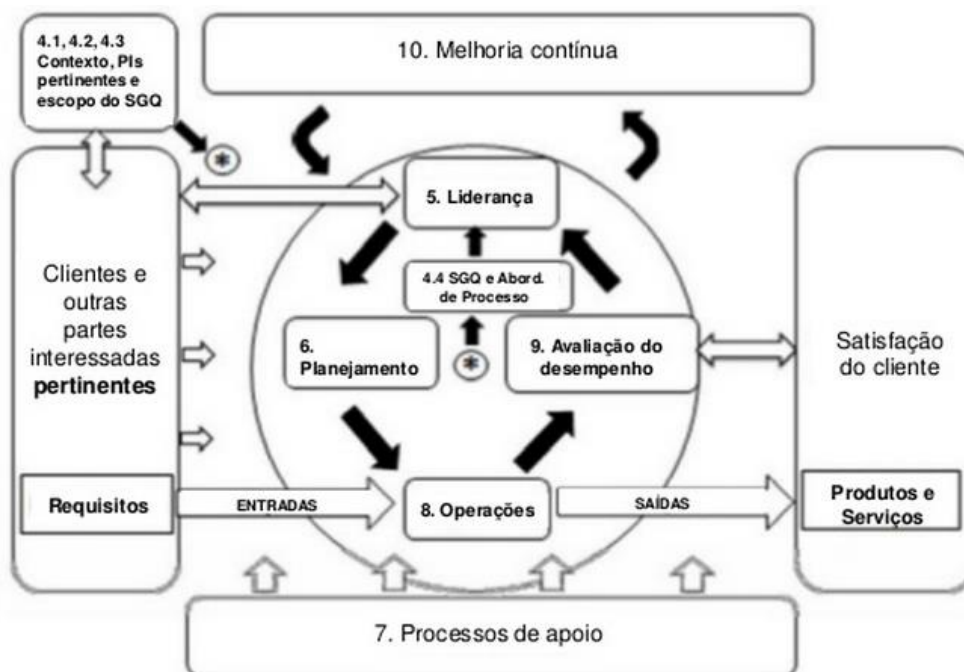 4.1, 4.2, 4.3
Contexto, PIs
pertinentes e
escopo do SGQ
10. Melhoria contínua
*
5. Liderança
Clientes e
outras
partes
interessadas
pertinentes
4.4 SGQ e Abord.
de Processo
6.
Planejamento
*
9. Avaliação do
desempenho
Satisfação
do cliente
Requisitos
ENTRADAS
8. Operações
SAÍDAS
Produtos e
Serviços
7. Processos de apoio